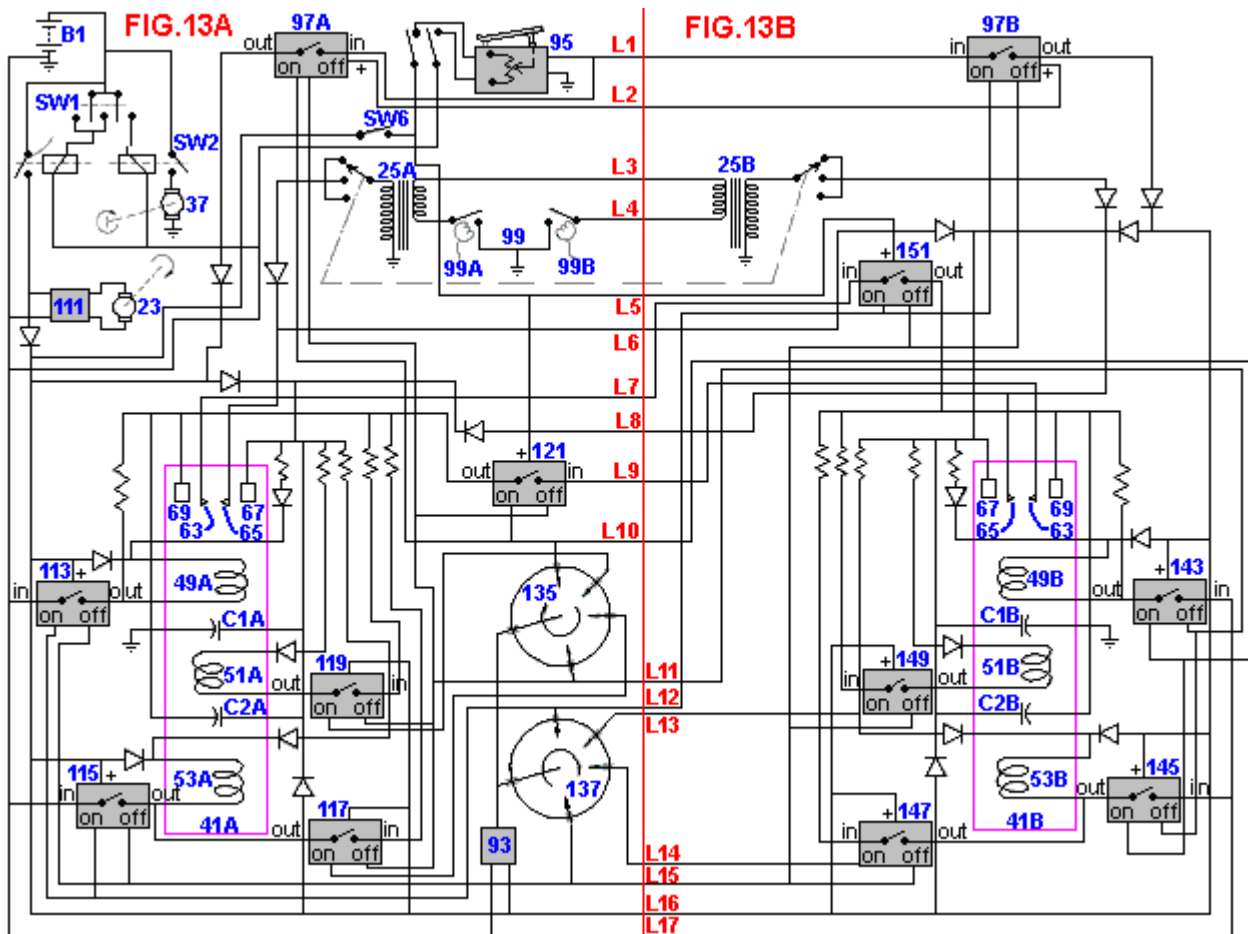 FIG.13A
FIG.13B
B1
97A
out
in
on off
+
95
L1
97B
in
out
on off
+
L2
SW1
SW6
SW2
25A
L3
25B
L4
37
99
99A
99B
151
+
in
out
on off
111
23
L5
L6
L7
L8
121
+
out
in
on off
L9
69
67
63
65
67
69
65
63
L10
113
+
in
out
on off
49A
135
49B
143
+
out
in
on off
C1A
C1B
119
51A
out
in
on off
L11
149
+
51B
on off
C2A
L12
L13
C2B
115
+
in
out
on off
53A
41A
117
out
in
on off
137
147
+
in
out
on off
53B
41B
145
+
out
in
on off
93
L14
L15
L16
L17